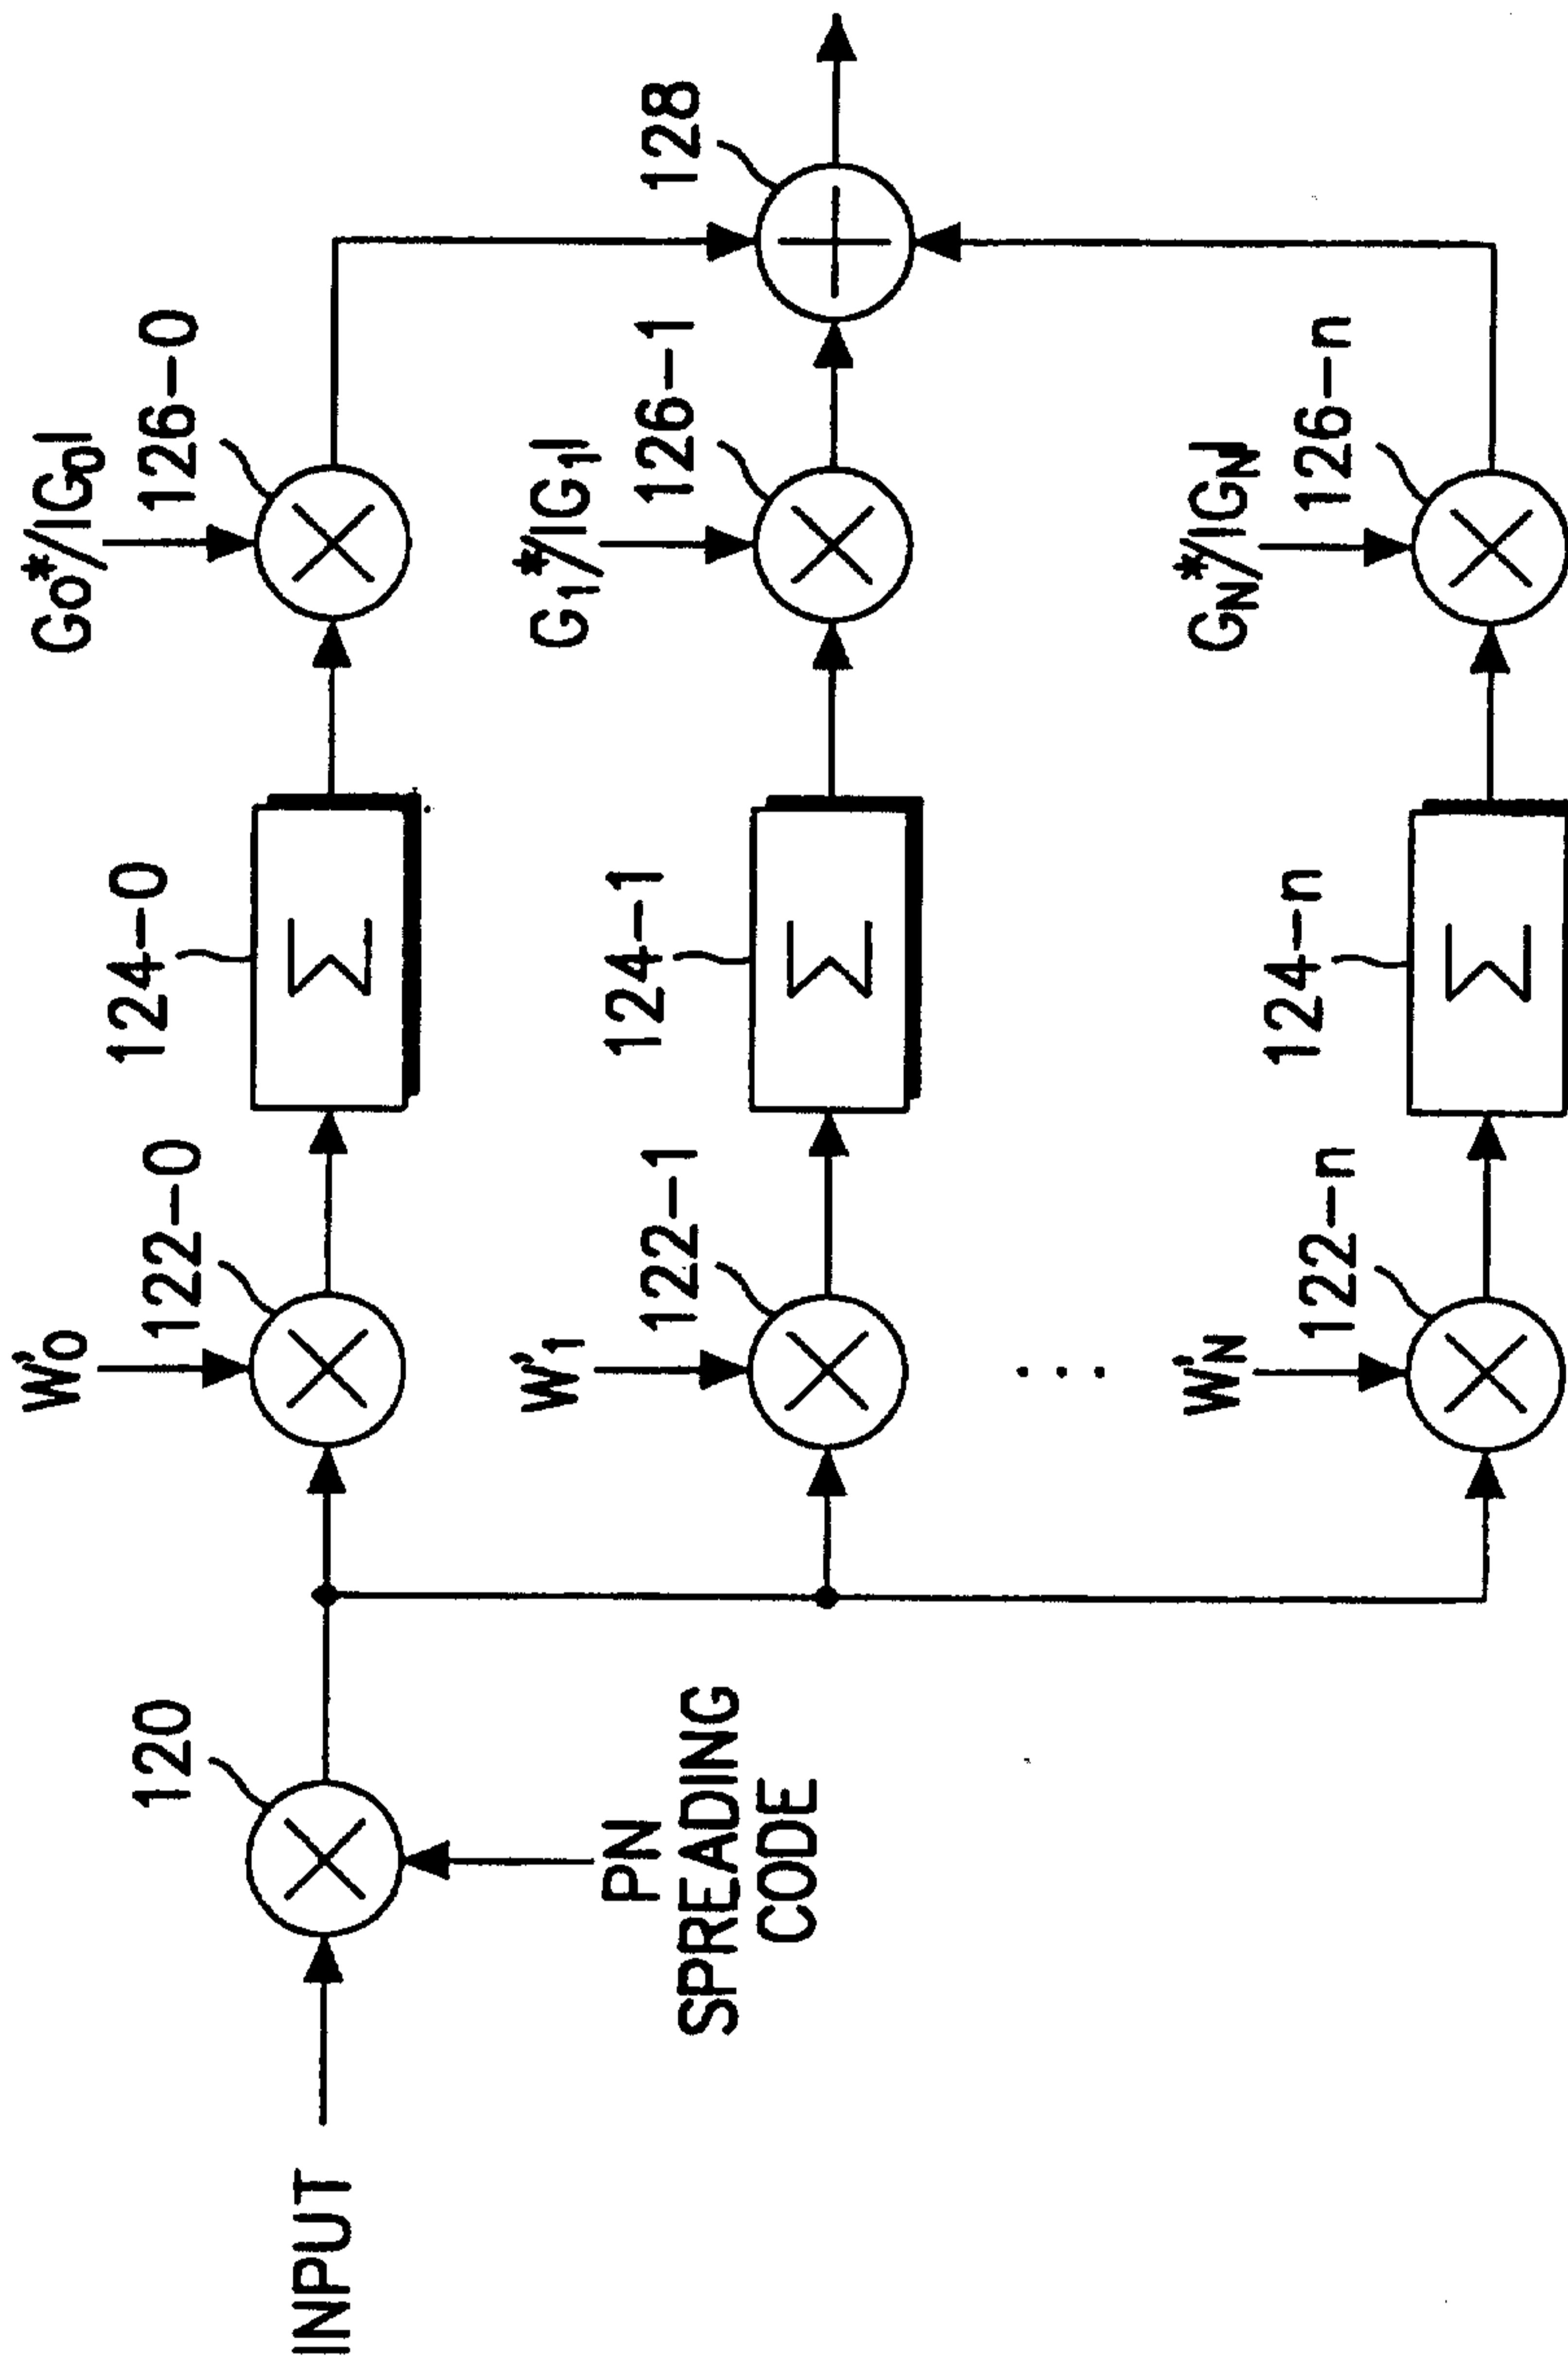 INPUT
120
PN
SPREADING
CODE
W'0
122-0
124-0
Σ
G0*/|G0|
126-0
W'1
122-1
124-1
Σ
G1*/|G1|
126-1
128
. . .
W'N
122-n
124-n
Σ
GN*/|GN|
126-n